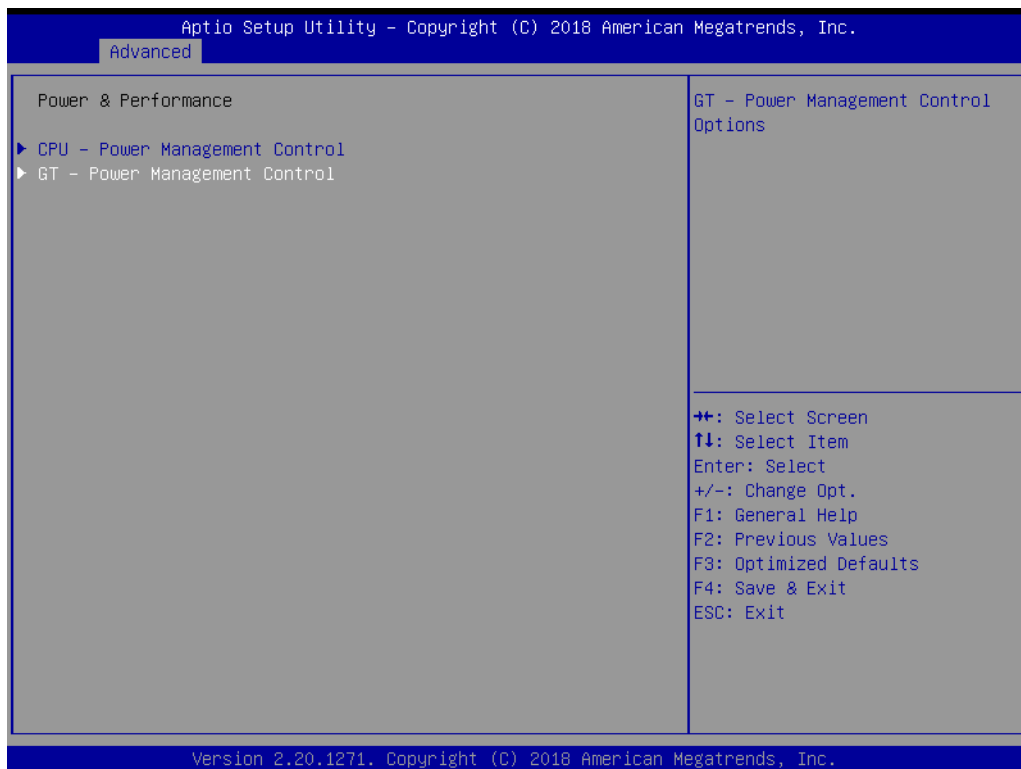 Aptio Setup Utility – Copyright (C) 2018 American Megatrends, Inc.
Advanced
Power & Performance
CPU – Power Management Control
GT – Power Management Control
GT – Power Management Control
Options
→←: Select Screen
↑↓: Select Item
Enter: Select
+/-: Change Opt.
F1: General Help
F2: Previous Values
F3: Optimized Defaults
F4: Save & Exit
ESC: Exit
Version 2.20.1271. Copyright (C) 2018 American Megatrends, Inc.